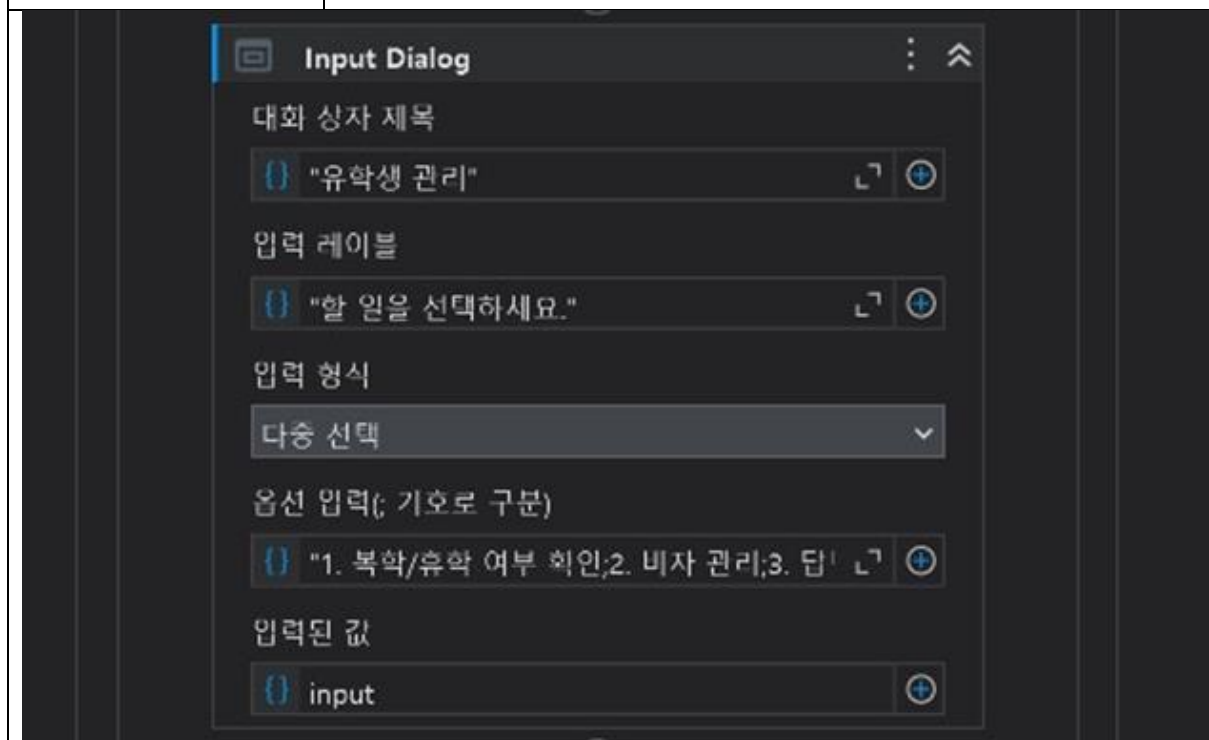 Input Dialog
대화 상자 제목
"유학생 관리"
입력 레이블
"할 일을 선택하세요."
입력 형식
다중 선택
옵션 입력(; 기호로 구분)
"1. 복학/휴학 여부 확인;2. 비자 관리;3. 답
입력된 값
input